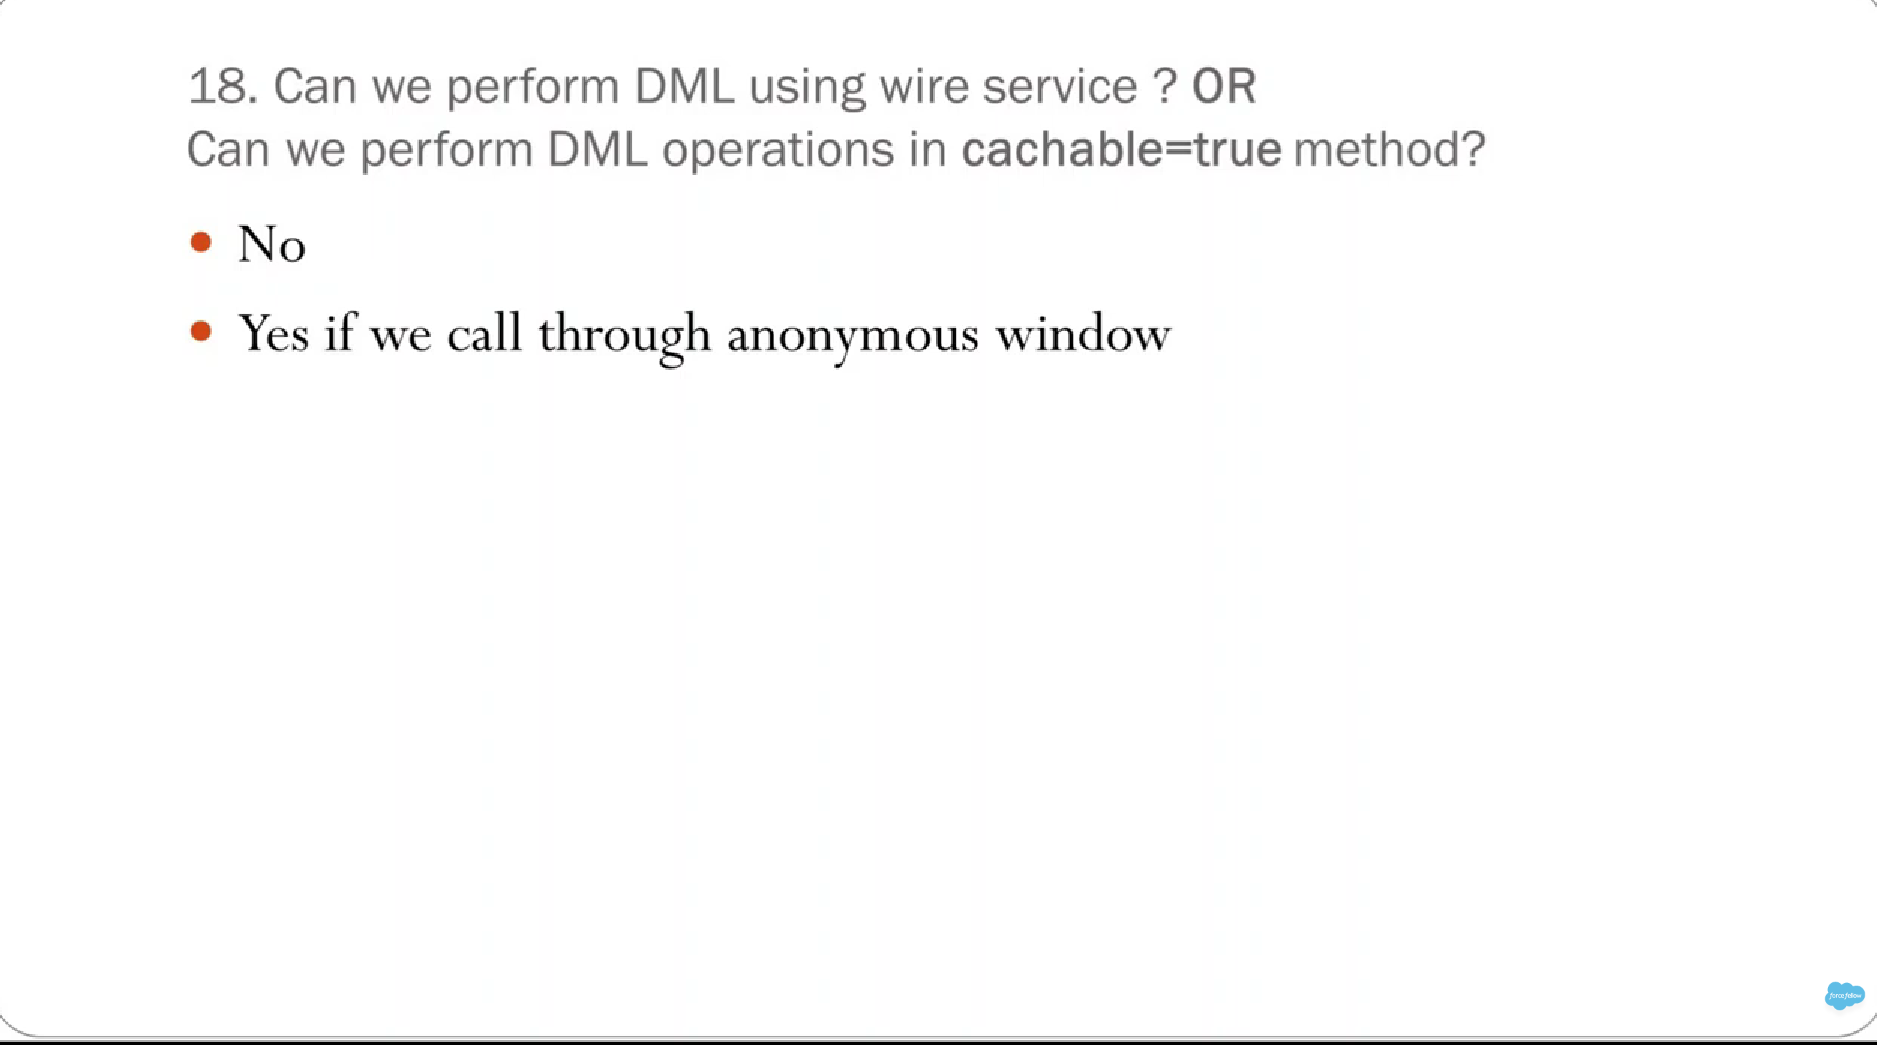 18. Can we perform DML using wire service ? OR
Can we perform DML operations in cachable=true method?
• No
• Yes if we call through anonymous window
forcefellow